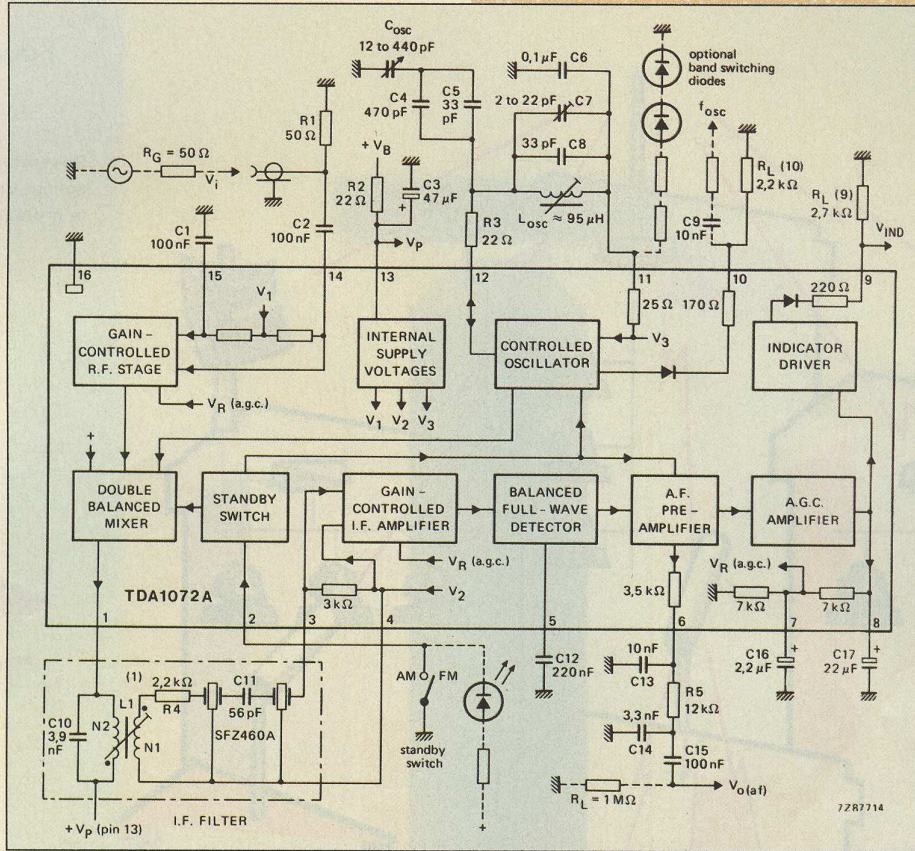 Cosc
12 to 440 pF
C4
470 pF
C5
33
pF
0,1 µF C6
2 to 22 pF C7
33 pF C8
Losc ≈ 95 µH
optional
band switching
diodes
fosc
R1
50 Ω
RG = 50 Ω
Vi
+ VB
R2
22 Ω
C3
47 µF
VP
R3
22 Ω
C9
10 nF
RL (10)
2,2 kΩ
RL (9)
2,7 kΩ
VIND
C1
100 nF
C2
100 nF
16
15
14
13
12
11
10
9
V1
25 Ω
170 Ω
220 Ω
GAIN-
CONTROLLED
R.F. STAGE
INTERNAL
SUPPLY
VOLTAGES
CONTROLLED
OSCILLATOR
V3
INDICATOR
DRIVER
VR (a.g.c.)
V1 V2 V3
+
DOUBLE
BALANCED
MIXER
STANDBY
SWITCH
GAIN-
CONTROLLED
I.F. AMPLIFIER
BALANCED
FULL-WAVE
DETECTOR
A.F.
PRE-
AMPLIFIER
A.G.C.
AMPLIFIER
VR (a.g.c.)
VR (a.g.c.)
V2
3 kΩ
3,5 kΩ
7 kΩ
7 kΩ
TDA1072A
1
2
3
4
5
6
7
8
C10
3,9
nF
N2
L1
(1)
N1
2,2 kΩ
R4
C11
56 pF
SFZ460A
AM
FM
standby
switch
+
C12
220 nF
10 nF
C13
R5
12 kΩ
3,3 nF
C14
C15
100 nF
RL = 1 MΩ
Vo(af)
C16
2,2 µF
+
C17
22 µF
+
+ VP (pin 13)
I.F. FILTER
7Z87714